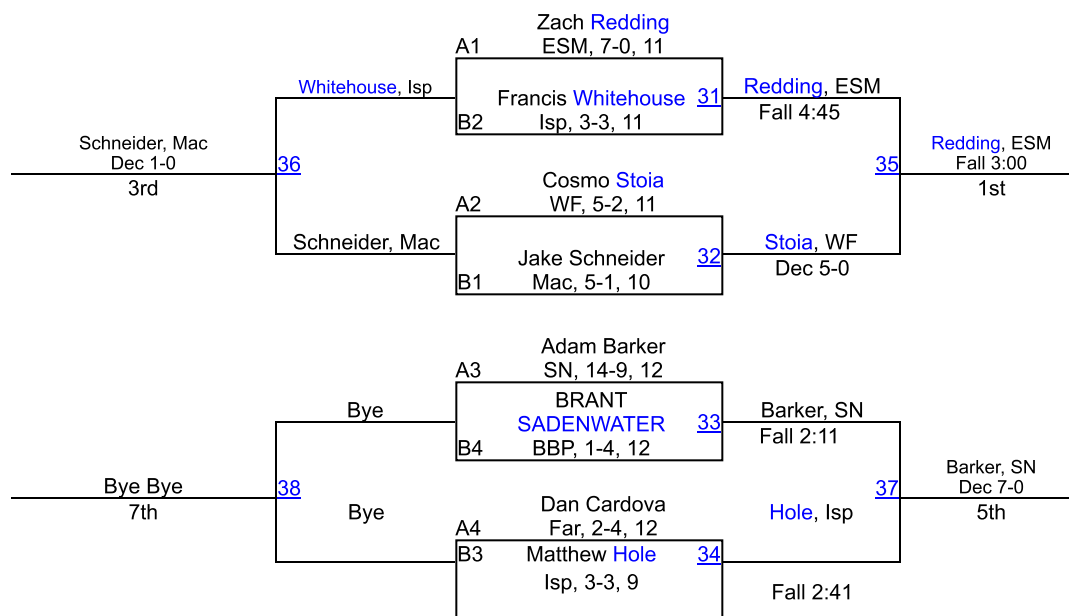 Zach Redding
A1
ESM, 7-0, 11
Whitehouse, Isp
Francis Whitehouse
31
Redding, ESM
B2
Isp, 3-3, 11
Fall 4:45
Schneider, Mac
Dec 1-0
36
3rd
35
Redding, ESM
Fall 3:00
1st
Cosmo Stoia
A2
WF, 5-2, 11
Schneider, Mac
Jake Schneider
32
Stoia, WF
B1
Mac, 5-1, 10
Dec 5-0
Adam Barker
A3
SN, 14-9, 12
Bye
BRANT
SADENWATER
33
Barker, SN
B4
BBP, 1-4, 12
Fall 2:11
Bye Bye
38
7th
37
Barker, SN
Dec 7-0
5th
Bye
Dan Cardova
Hole, Isp
A4
Far, 2-4, 12
B3
Matthew Hole
34
Isp, 3-3, 9
Fall 2:41